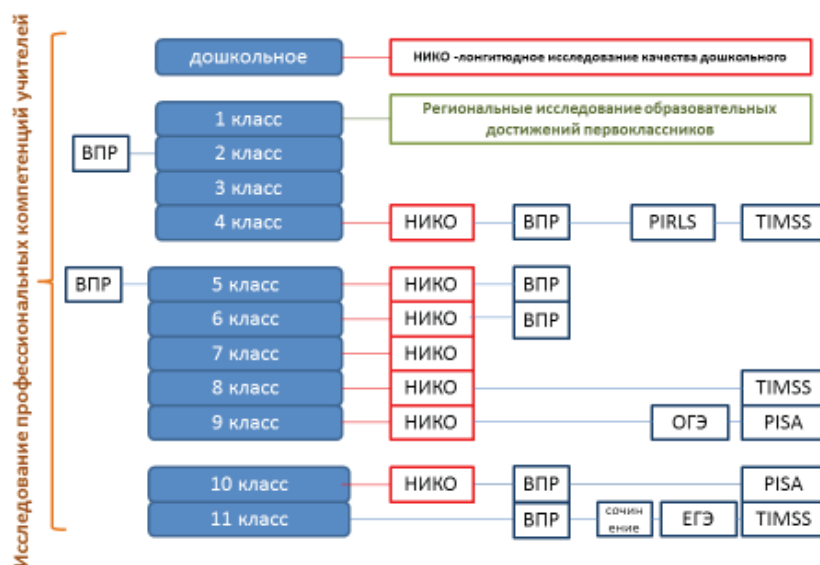 Исследование профессиональных компетенций учителей
дошкольное
НИКО -лонгитюдное исследование качества дошкольного
1 класс
Региональные исследование образовательных
достижений первоклассников
ВПР
2 класс
3 класс
4 класс
НИКО
ВПР
PIRLS
TIMSS
ВПР
5 класс
НИКО
ВПР
6 класс
НИКО
ВПР
7 класс
НИКО
8 класс
НИКО
TIMSS
9 класс
НИКО
ОГЭ
PISA
10 класс
НИКО
ВПР
PISA
11 класс
ВПР
сочин
ение
ЕГЭ
TIMSS